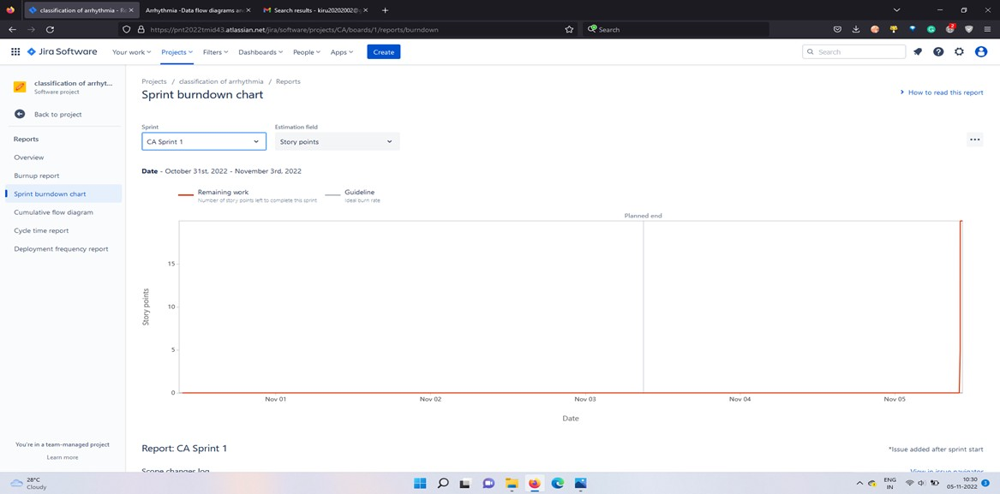 classification of arrhythmia - Re
Arrhythmia -Data flow diagrams an
Search results - kiru20202002@g
https://pnt2022tmid43.atlassian.net/jira/software/projects/CA/boards/1/reports/burndown
Search
2
Jira Software
Your work
Projects
Filters
Dashboards
People
Apps
Create
Search
classification of arrhyt...
Software project
Back to project
Reports
Overview
Burnup report
Sprint burndown chart
Cumulative flow diagram
Cycle time report
Deployment frequency report
You're in a team-managed project
Learn more
Projects / classification of arrhythmia / Reports
Sprint burndown chart
How to read this report
Sprint
CA Sprint 1
Estimation field
Story points
Date - October 31st, 2022 - November 3rd, 2022
Remaining work
Number of story points left to complete this sprint
Guideline
Ideal burn rate
Planned end
15
10
5
0
Story points
Nov 01
Nov 02
Nov 03
Nov 04
Nov 05
Date
Report: CA Sprint 1
*Issue added after sprint start
Scope changes log
View in issue navigator
28°C
Cloudy
ENG
IN
10:30
05-11-2022
3